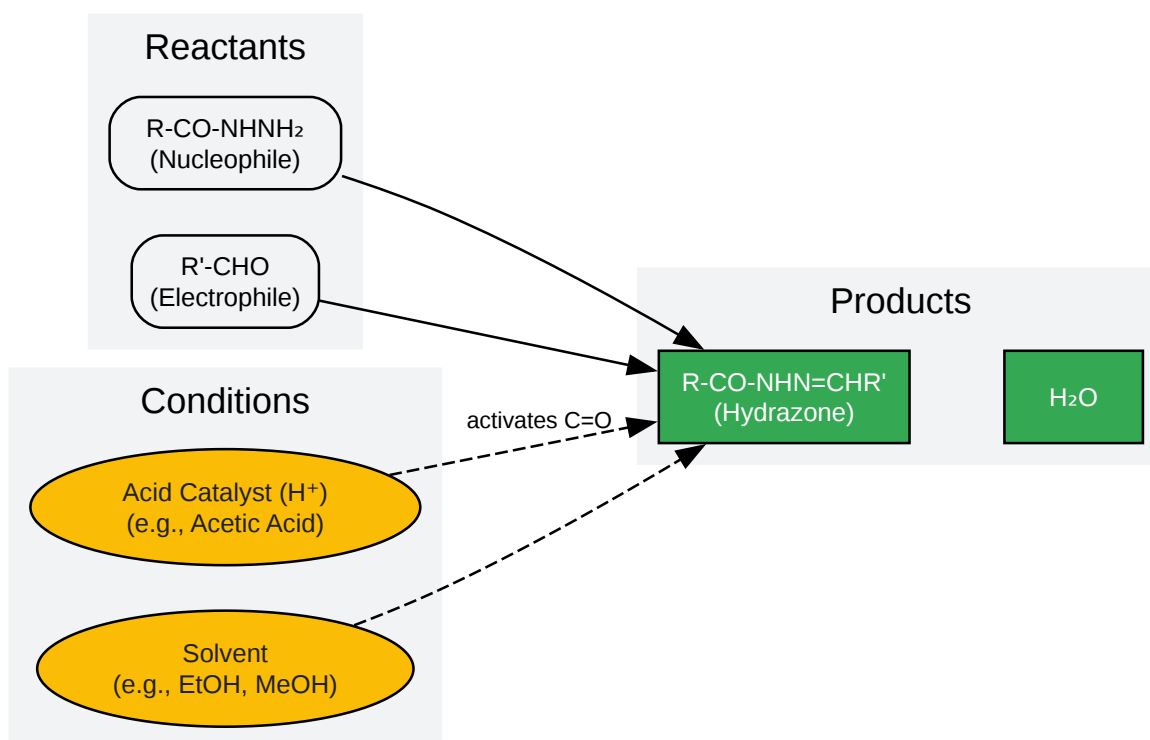 Reactants
R-CO-NHNH₂
(Nucleophile)
R'-CHO
(Electrophile)
Products
R-CO-NHN=CHR'
(Hydrazone)
H₂O
Conditions
activates C=O
Acid Catalyst (H⁺)
(e.g., Acetic Acid)
Solvent
(e.g., EtOH, MeOH)